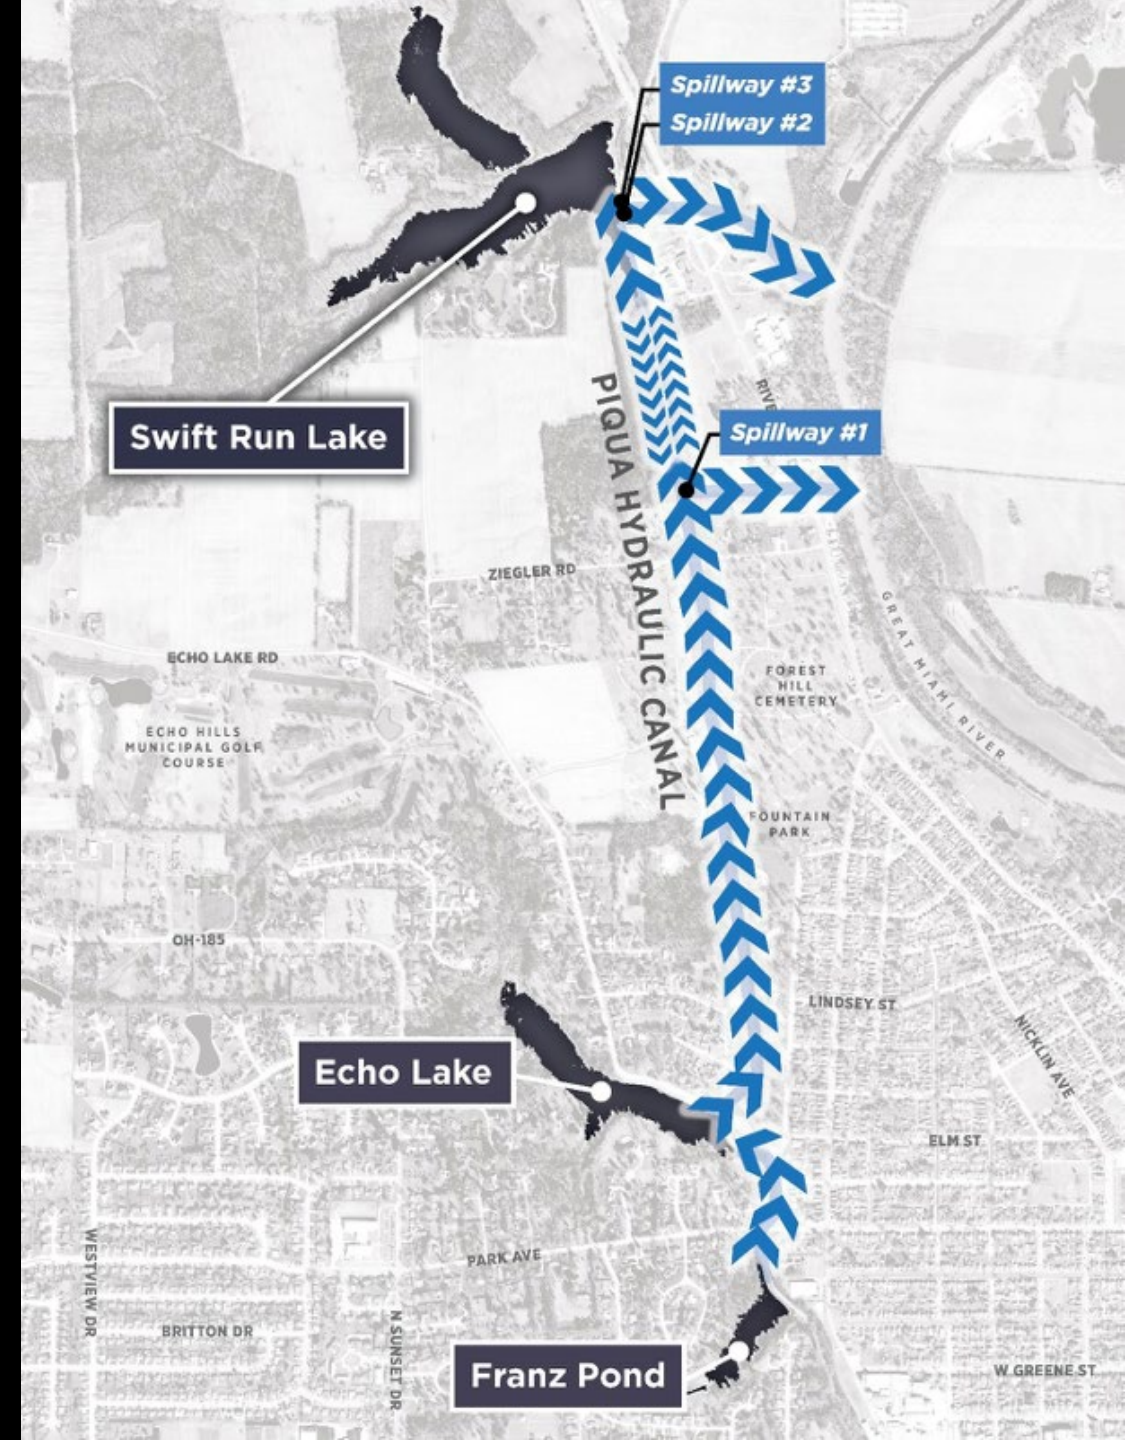 Spillway #3
Spillway #2
Swift Run Lake
RIVE
Spillway #1
PIQUA HYDRAULIC CANAL
ZIEGLER RD
GREAT MIAMI RIVER
ECHO LAKE RD
FOREST
HILL
CEMETERY
ECHO HILLS
MUNICIPAL GOLF
COURSE
FOUNTAIN
PARK
OH-185
LINDSEY ST
NICKLIN AVE
Echo Lake
ELM ST
WESTVIEW DR
PARK AVE
BRITTON DR
N SUNSET DR
Franz Pond
W GREENE ST